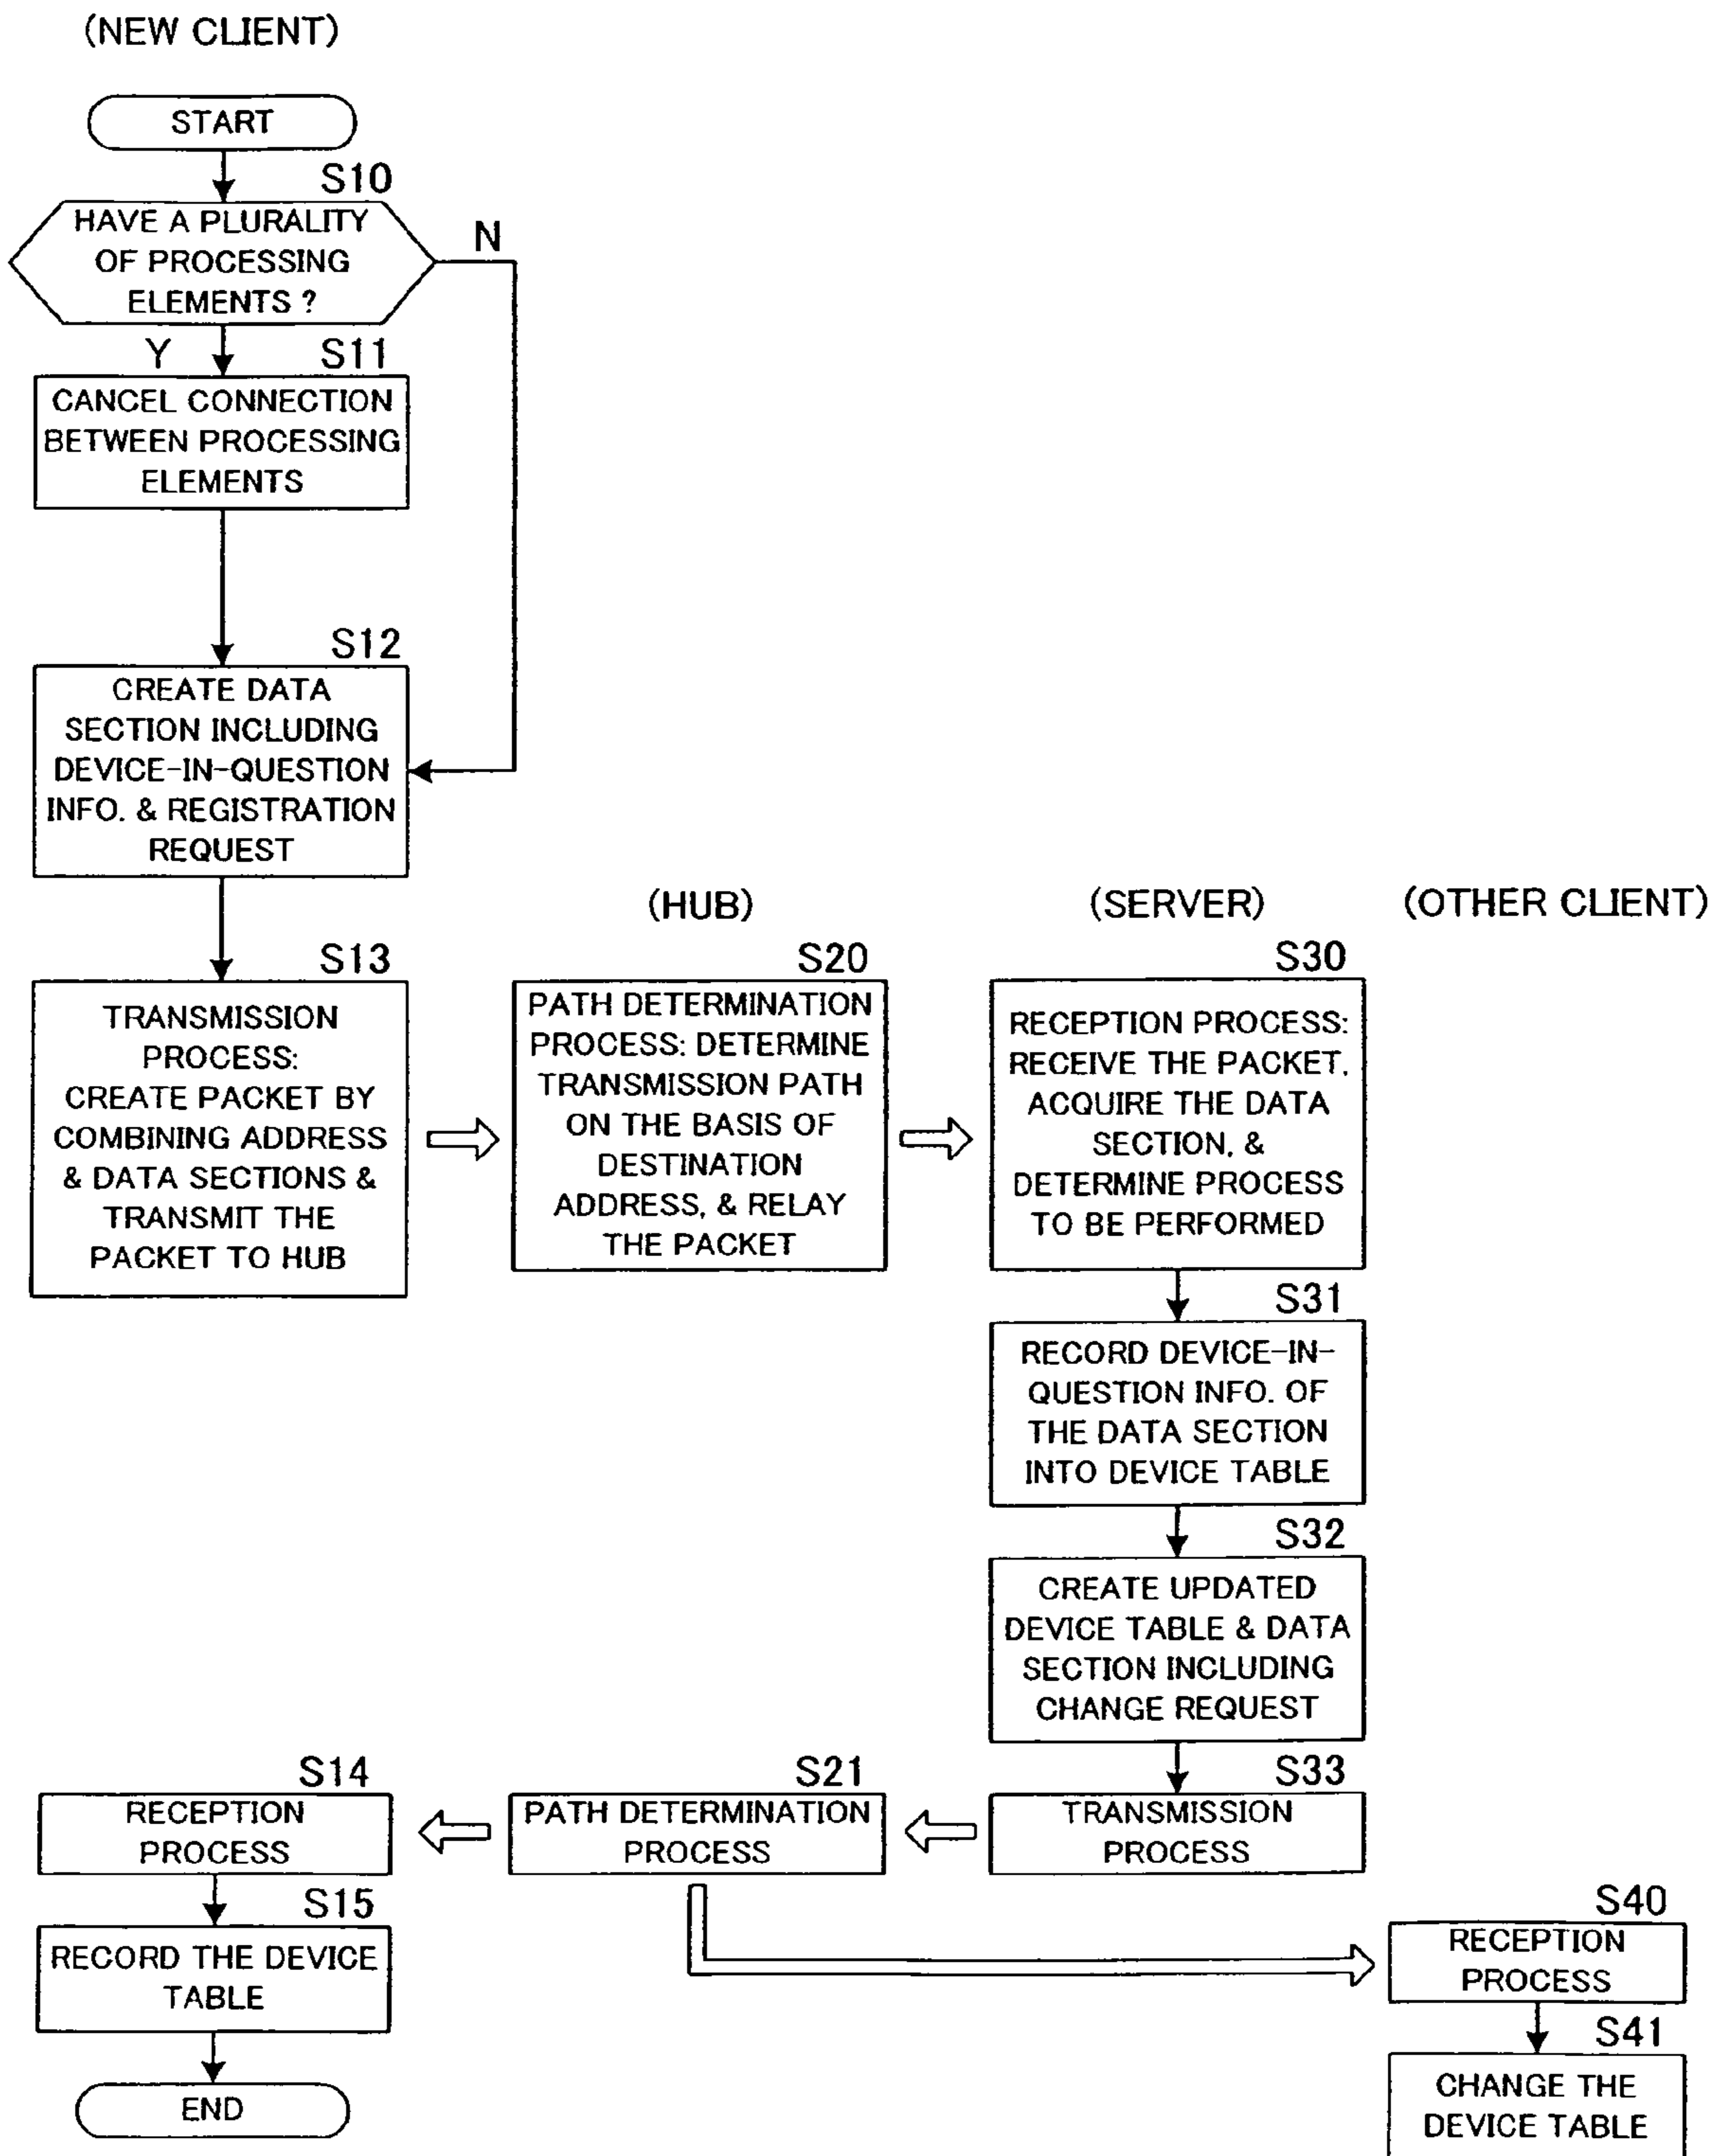 (NEW CLIENT)
START
S10
HAVE A PLURALITY
OF PROCESSING
ELEMENTS ?
N
Y
S11
CANCEL CONNECTION
BETWEEN PROCESSING
ELEMENTS
S12
CREATE DATA
SECTION INCLUDING
DEVICE-IN-QUESTION
INFO. & REGISTRATION
REQUEST
(HUB)
(SERVER)
(OTHER CLIENT)
S13
TRANSMISSION
PROCESS:
CREATE PACKET BY
COMBINING ADDRESS
& DATA SECTIONS &
TRANSMIT THE
PACKET TO HUB
S20
PATH DETERMINATION
PROCESS: DETERMINE
TRANSMISSION PATH
ON THE BASIS OF
DESTINATION
ADDRESS, & RELAY
THE PACKET
S30
RECEPTION PROCESS:
RECEIVE THE PACKET,
ACQUIRE THE DATA
SECTION, &
DETERMINE PROCESS
TO BE PERFORMED
S31
RECORD DEVICE-IN-
QUESTION INFO. OF
THE DATA SECTION
INTO DEVICE TABLE
S32
CREATE UPDATED
DEVICE TABLE & DATA
SECTION INCLUDING
CHANGE REQUEST
S14
RECEPTION
PROCESS
S21
PATH DETERMINATION
PROCESS
S33
TRANSMISSION
PROCESS
S15
RECORD THE DEVICE
TABLE
END
S40
RECEPTION
PROCESS
S41
CHANGE THE
DEVICE TABLE